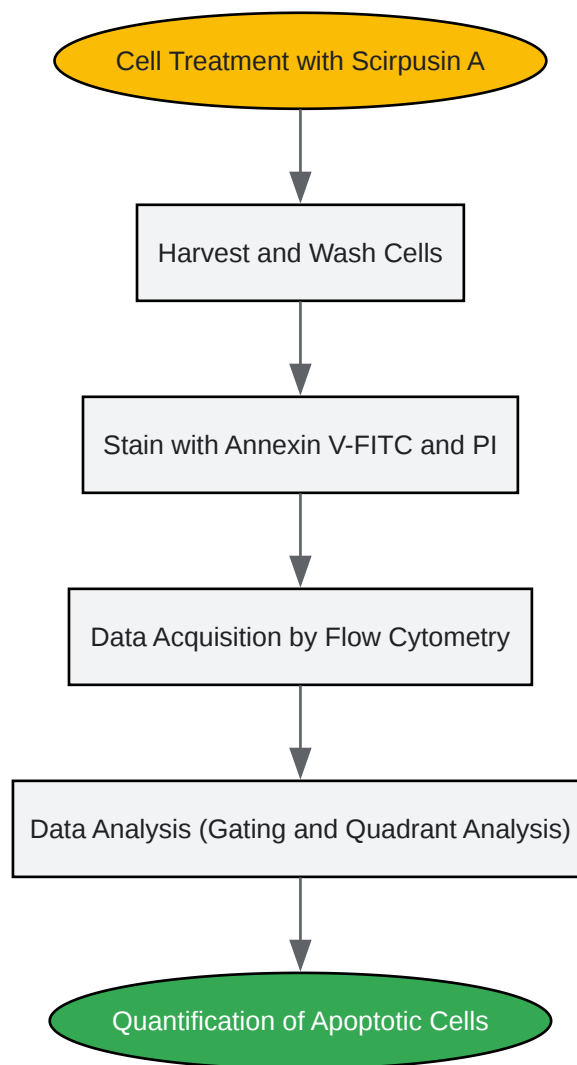 Cell Treatment with Scirpusin A
Harvest and Wash Cells
Stain with Annexin V-FITC and PI
Data Acquisition by Flow Cytometry
Data Analysis (Gating and Quadrant Analysis)
Quantification of Apoptotic Cells